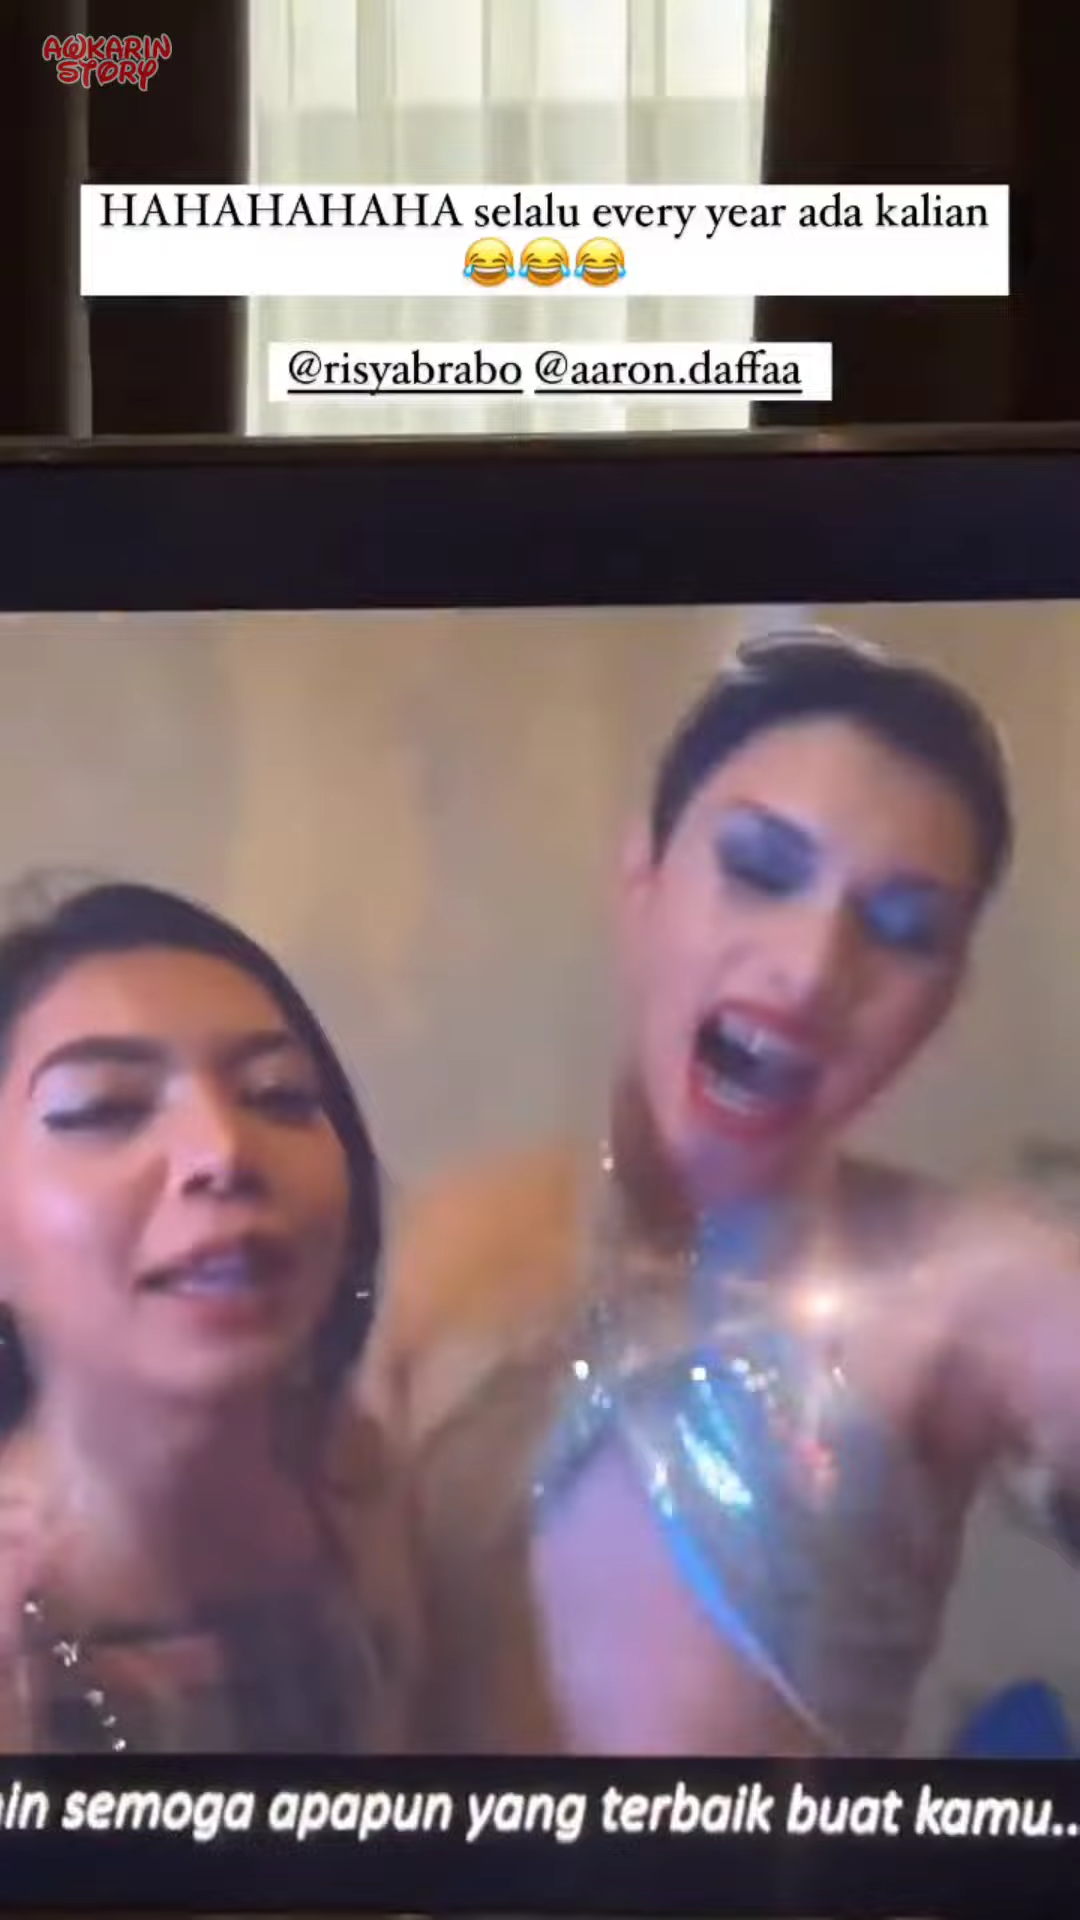 AWKARIN
STORY
HAHAHAHAHA selalu every year ada kalian
😂😂😂
@risyabrabo @aaron.daffaa
semoga apapun yang terbaik buat kamu..